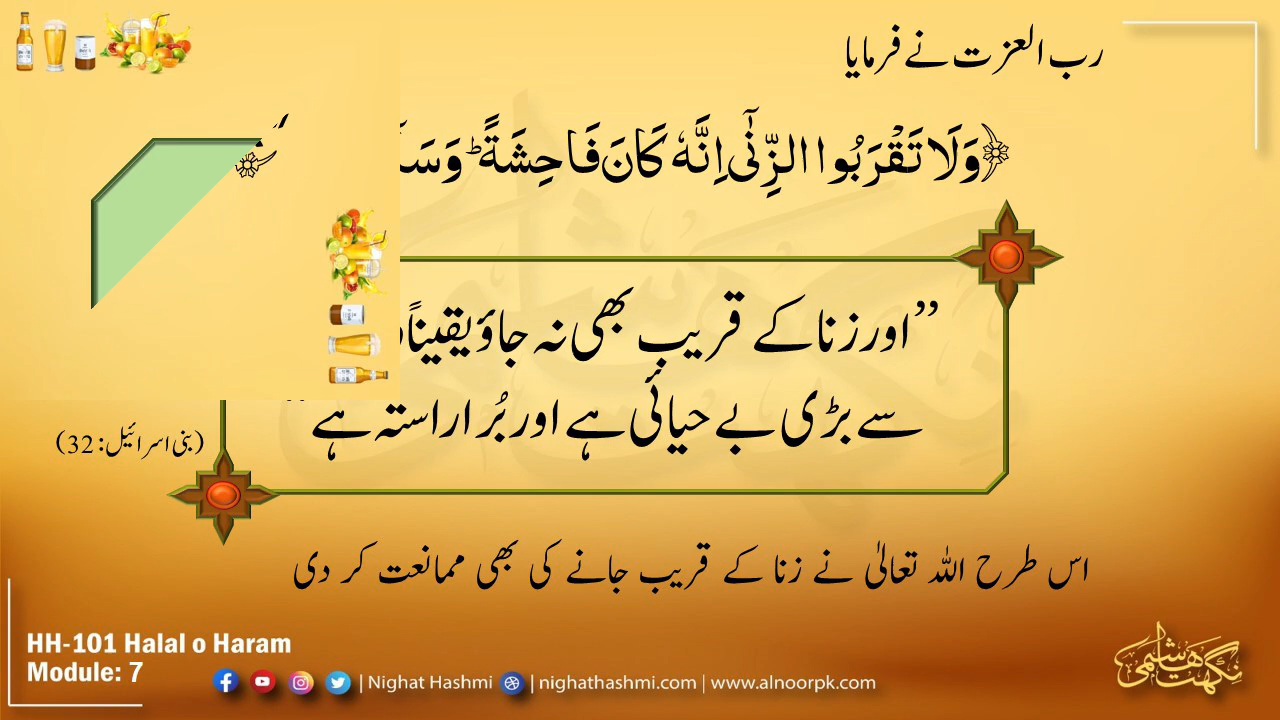 رب العزت نے فرمایا
﴿وَلَا تَقْرَبُوا الزِّنٰٓى اِنَّهٗ كَانَ فَاحِشَةًؕ وَسَآ
’’اور زنا کے قریب بھی نہ جاؤ یقیناً
سے بڑی بے حیائی ہے اور بُرا راستہ ہے‘‘
(بنی اسرائیل: 32)
اس طرح اللہ تعالیٰ نے زنا کے قریب جانے کی بھی ممانعت کر دی
HH-101 Halal o Haram
Module: 7
| Nighat Hashmi | nighathashmi.com | www.alnoorpk.com
نگہت ہاشمی